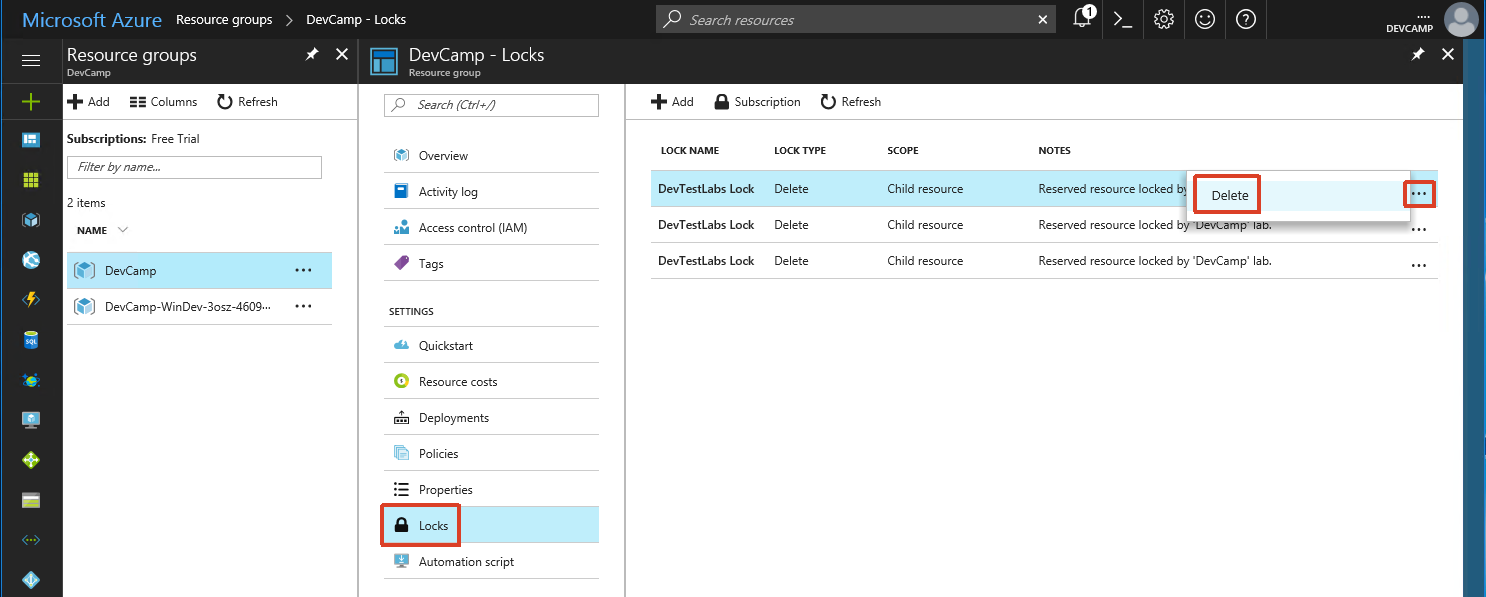 Microsoft Azure Resource groups > DevCamp - Locks
Search resources
1
DEVCAMP
Resource groups
DevCamp
Add Columns Refresh
Subscriptions: Free Trial
Filter by name...
2 items
NAME
DevCamp ...
DevCamp-WinDev-3osz-4609... ...
SQL
DevCamp - Locks
Resource group
Search (Ctrl+/)
Overview
Activity log
Access control (IAM)
Tags
SETTINGS
Quickstart
Resource costs
Deployments
Policies
Properties
Locks
Automation script
Add Subscription Refresh
LOCK NAME LOCK TYPE SCOPE NOTES
DevTestLabs Lock Delete Child resource Reserved resource locked by ...
Delete
DevTestLabs Lock Delete Child resource Reserved resource locked by 'DevCamp' lab. ...
DevTestLabs Lock Delete Child resource Reserved resource locked by 'DevCamp' lab. ...